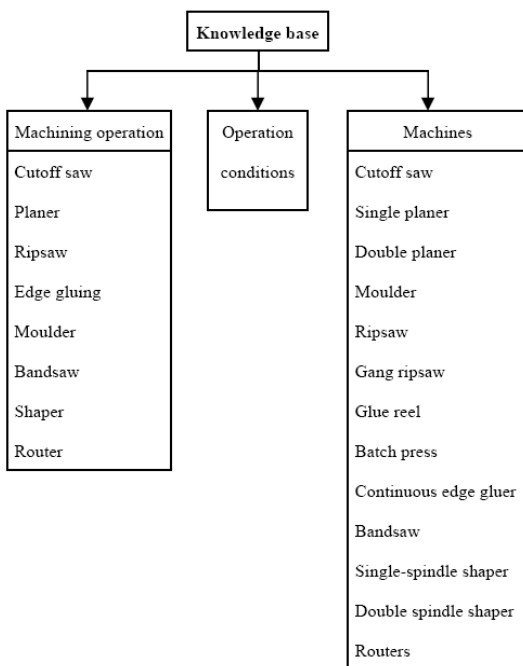 Knowledge base
Machining operation
Cutoff saw
Planer
Ripsaw
Edge gluing
Moulder
Bandsaw
Shaper
Router
Operation
conditions
Machines
Cutoff saw
Single planer
Double planer
Moulder
Ripsaw
Gang ripsaw
Glue reel
Batch press
Continuous edge gluer
Bandsaw
Single-spindle shaper
Double spindle shaper
Routers